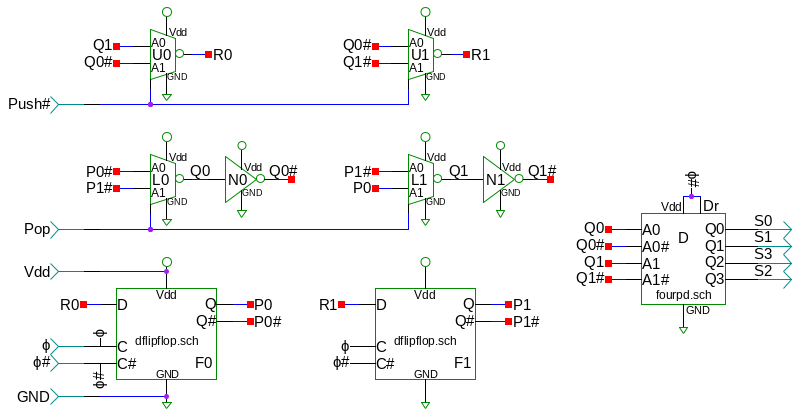 Vdd Vdd
Q1 A0 U0 R0 Q0# A0 U1 R1
Q0# A1 GND Q1# A1 GND
Push#
Vdd Vdd
P0# A0 L0 Q0 Vdd N0 Q0# P1# A0 L1 Q1 Vdd N1 Q1#
P1# A1 GND GND P0 A1 GND GND
ϕ#
Vdd Dr
Pop Q0 A0 D Q0 S0
Q0# A0# Q1 S1
Q1 A1 Q2 S3
Q1# A1# Q3 S2
fourpd.sch
GND
Vdd
Vdd Vdd
R0 D Q P0 R1 D Q P1
Q# P0# Q# P1#
ϕ
dflipflop.sch dflipflop.sch
ϕ C ϕ C
ϕ# C# F0 ϕ# C# F1
ϕ#
GND GND
GND